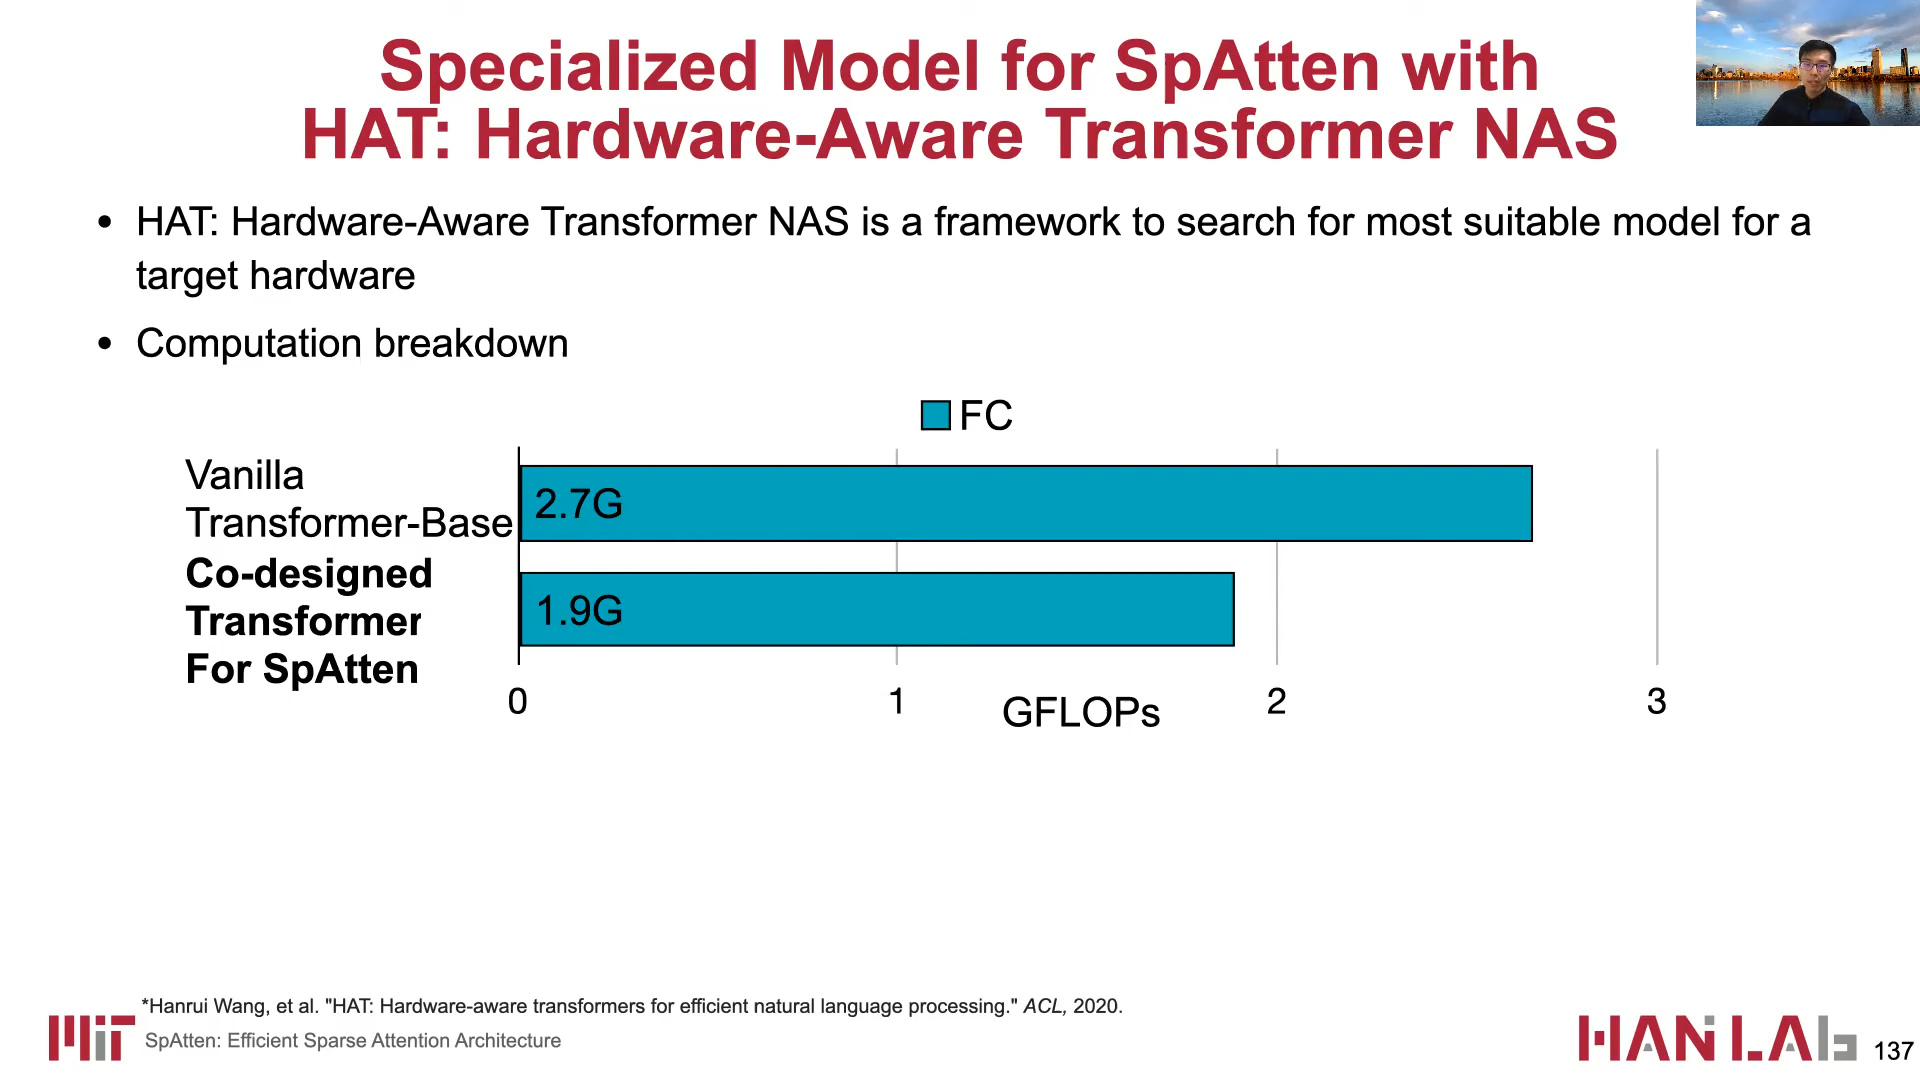 Specialized Model for SpAtten with
HAT: Hardware-Aware Transformer NAS
• HAT: Hardware-Aware Transformer NAS is a framework to search for most suitable model for a
target hardware
• Computation breakdown
FC
Vanilla
Transformer-Base
2.7G
Co-designed
Transformer
For SpAtten
1.9G
0 1 2 3
GFLOPs
*Hanrui Wang, et al. "HAT: Hardware-aware transformers for efficient natural language processing." ACL, 2020.
MIT
SpAtten: Efficient Sparse Attention Architecture
HAN LAb
137